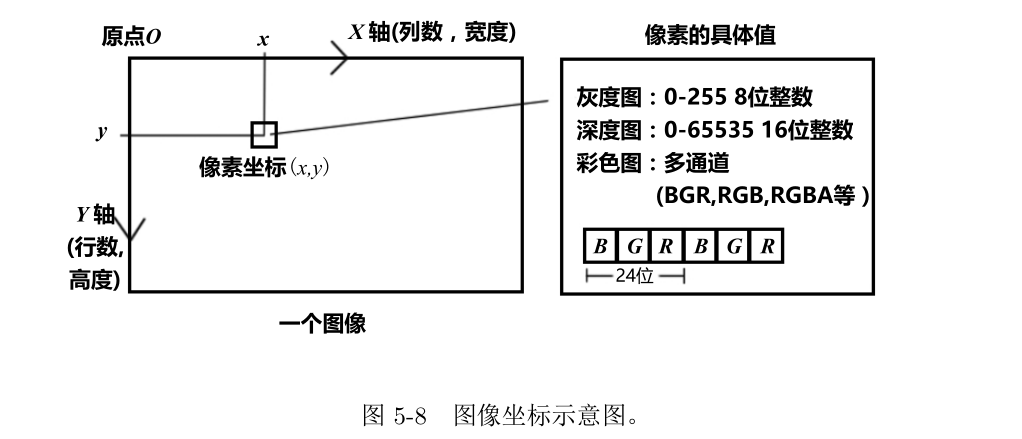 原点O
x
X 轴(列数，宽度)
y
像素坐标(x,y)
Y 轴
(行数,
高度)
一个图像
像素的具体值
灰度图：0-255 8位整数
深度图：0-65535 16位整数
彩色图：多通道
(BGR,RGB,RGBA等 )
B G R B G R
24位
图 5-8 图像坐标示意图。